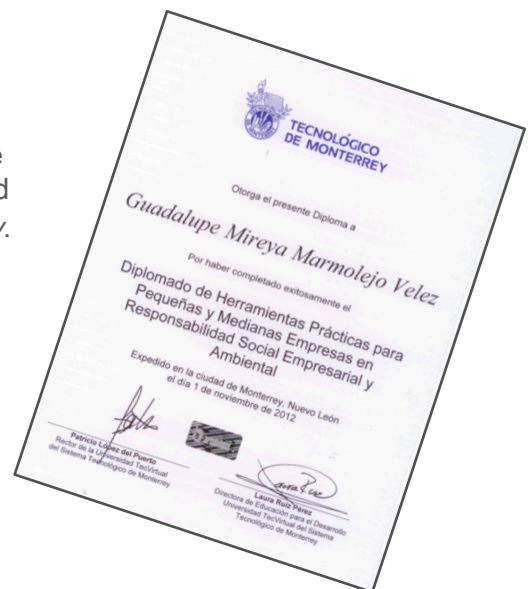 e
d
y.
TECNOLÓGICO
DE MONTERREY
Otorga el presente Diploma a
Guadalupe Mireya Marmolejo Velez
Por haber completado exitosamente el
Diplomado de Herramientas Prácticas para
Pequeñas y Medianas Empresas en
Responsabilidad Social Empresarial y
Ambiental
Expedido en la ciudad de Monterrey, Nuevo León
el día 1 de noviembre de 2012
Patricio López del Puerto
Rector de la Universidad TecVirtual
del Sistema Tecnológico de Monterrey
Laura Ruiz Pérez
Directora de Educación para el Desarrollo
Universidad TecVirtual del Sistema
Tecnológico de Monterrey